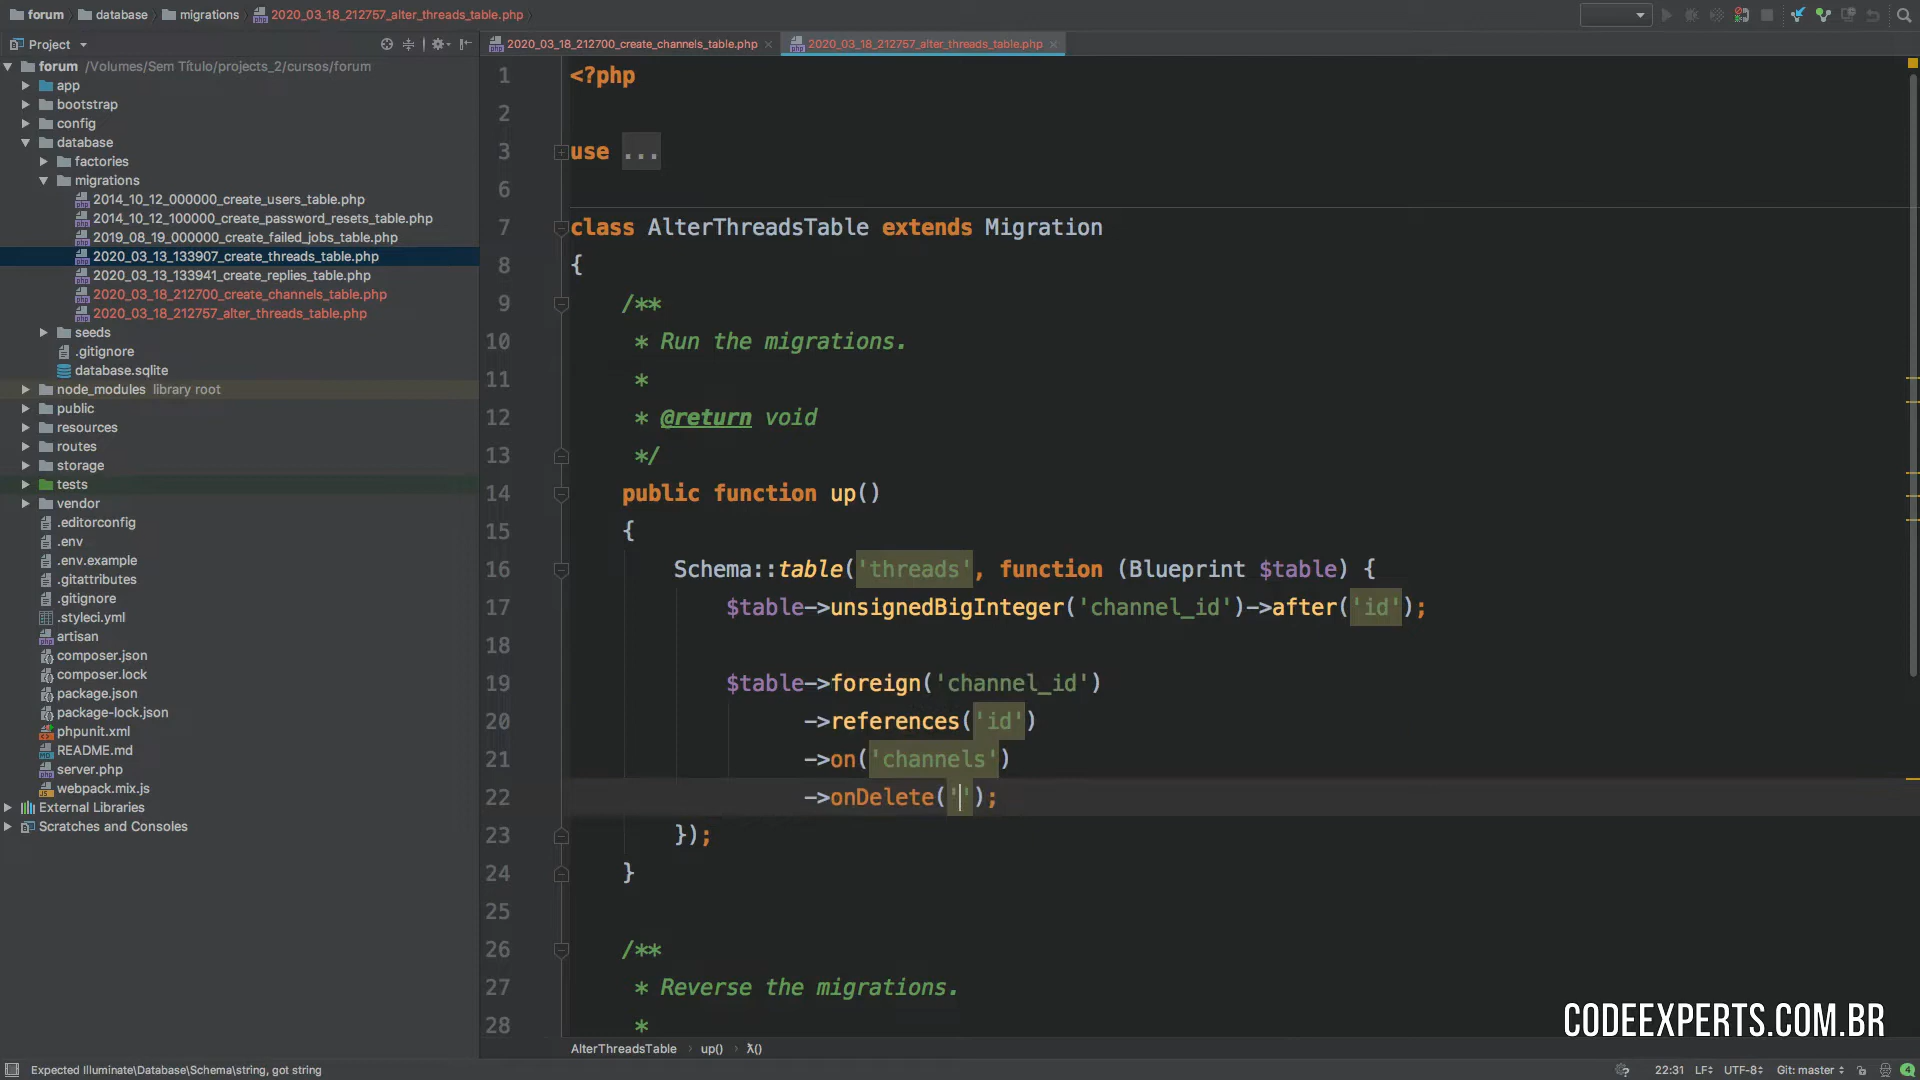 forum database migrations 2020_03_18_212757_alter_threads_table.php
Project
2020_03_18_212700_create_channels_table.php
2020_03_18_212757_alter_threads_table.php
forum /Volumes/Sem Título/projects_2/cursos/forum
app
bootstrap
config
database
factories
migrations
2014_10_12_000000_create_users_table.php
2014_10_12_100000_create_password_resets_table.php
2019_08_19_000000_create_failed_jobs_table.php
2020_03_13_133907_create_threads_table.php
2020_03_13_133941_create_replies_table.php
2020_03_18_212700_create_channels_table.php
2020_03_18_212757_alter_threads_table.php
seeds
.gitignore
database.sqlite
node_modules library root
public
resources
routes
storage
tests
vendor
.editorconfig
.env
.env.example
.gitattributes
.gitignore
.styleci.yml
artisan
composer.json
composer.lock
package.json
package-lock.json
phpunit.xml
README.md
server.php
webpack.mix.js
External Libraries
Scratches and Consoles
1 <?php
2
3 use ...
6
7 class AlterThreadsTable extends Migration
8 {
9 /**
10 * Run the migrations.
11 *
12 * @return void
13 */
14 public function up()
15 {
16 Schema::table('threads', function (Blueprint $table) {
17 $table->unsignedBigInteger('channel_id')->after('id');
18
19 $table->foreign('channel_id')
20 ->references('id')
21 ->on('channels')
22 ->onDelete('');
23 });
24 }
25
26 /**
27 * Reverse the migrations.
28 *
CODEEXPERTS.COM.BR
AlterThreadsTable › up() › λ()
Expected Illuminate\Database\Schema\string, got string
22:31 LF UTF-8 Git: master 4